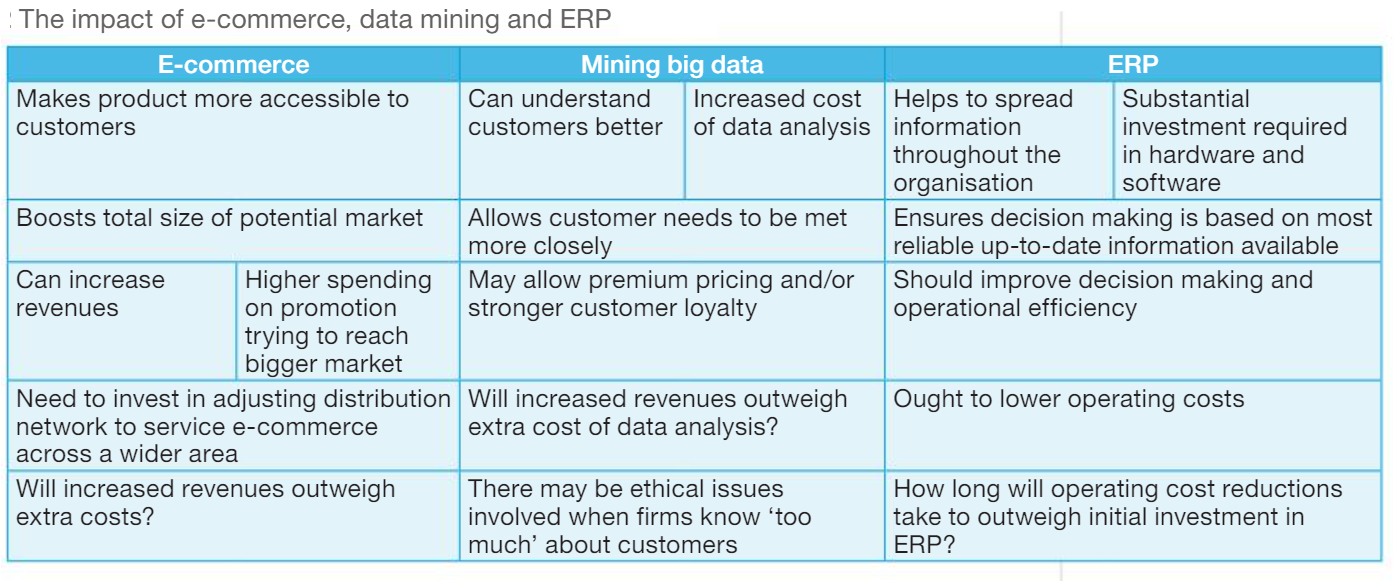 : The impact of e-commerce, data mining and ERP
E-commerce
Mining big data
ERP
Makes product more accessible to
customers
Can understand
customers better
Increased cost
of data analysis
Helps to spread
information
throughout the
organisation
Substantial
investment required
in hardware and
software
Boosts total size of potential market
Allows customer needs to be met
more closely
Ensures decision making is based on most
reliable up-to-date information available
Can increase
revenues
Higher spending
on promotion
trying to reach
bigger market
May allow premium pricing and/or
stronger customer loyalty
Should improve decision making and
operational efficiency
Need to invest in adjusting distribution
network to service e-commerce
across a wider area
Will increased revenues outweigh
extra cost of data analysis?
Ought to lower operating costs
Will increased revenues outweigh
extra costs?
There may be ethical issues
involved when firms know ‘too
much’ about customers
How long will operating cost reductions
take to outweigh initial investment in
ERP?